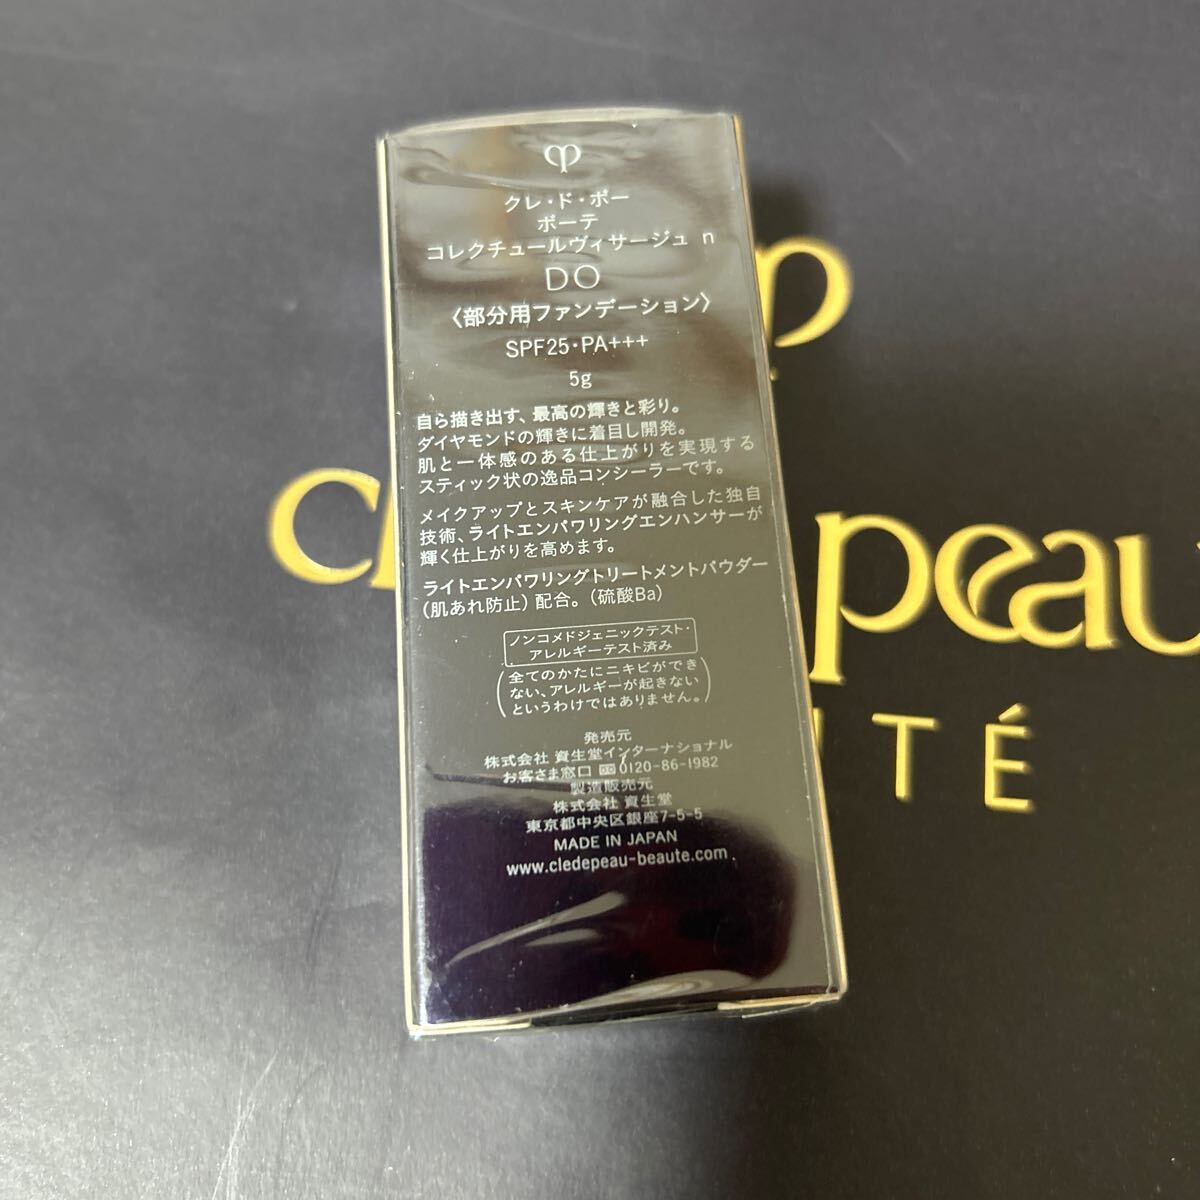 クレ・ド・ポー
ボーテ
コレクチュールヴィサージュ n
DO
〈部分用ファンデーション〉
SPF25・PA+++
5g
自ら描き出す、最高の輝きと彩り。
ダイヤモンドの輝きに着目し開発。
肌と一体感のある仕上がりを実現する
スティック状の逸品コンシーラーです。
メイクアップとスキンケアが融合した独自
技術、ライトエンパワリングエンハンサーが
輝く仕上がりを高めます。
ライトエンパワリングトリートメントパウダー
(肌あれ防止) 配合。(硫酸Ba)
ノンコメドジェニックテスト・
アレルギーテスト済み
(全てのかたにニキビができ
ない、アレルギーが起きない
というわけではありません。)
発売元
株式会社 資生堂インターナショナル
お客さま窓口 0120-86-1982
製造販売元
株式会社 資生堂
東京都中央区銀座7-5-5
MADE IN JAPAN
www.cledepeau-beaute.com
peau
TÉ